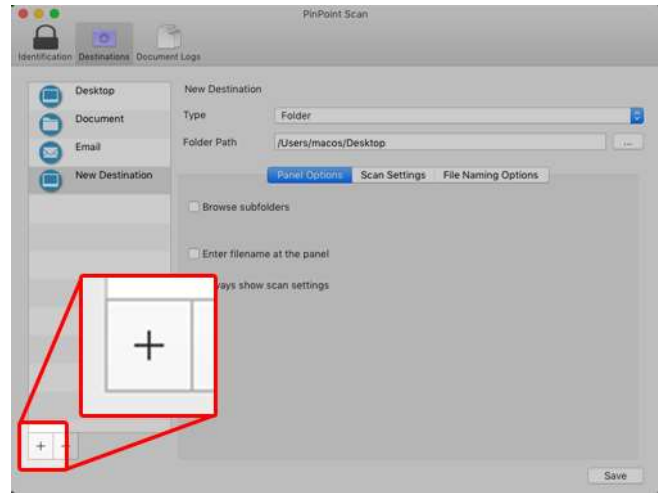 PinPoint Scan
Identification Destinations Document Logs
Desktop
Document
Email
New Destination
New Destination
Type Folder
Folder Path /Users/macos/Desktop ...
Panel Options Scan Settings File Naming Options
Browse subfolders
Enter filename at the panel
ways show scan settings
+
+ −
Save